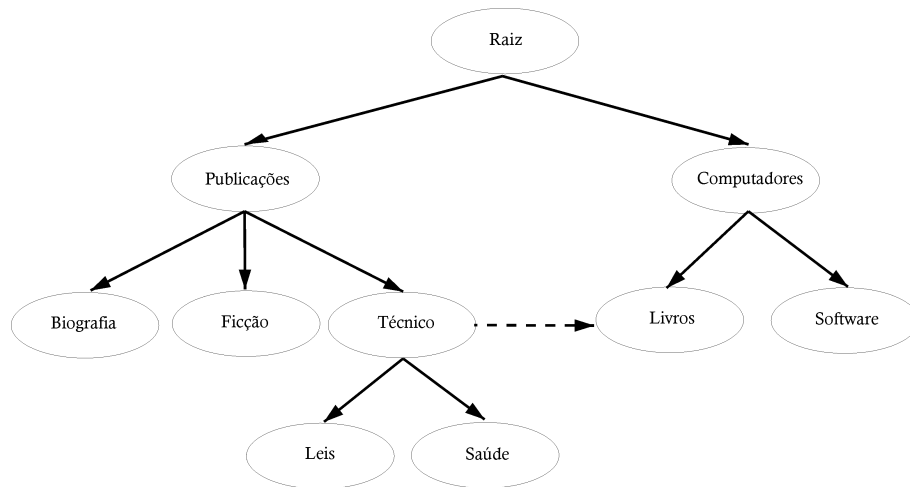 Raiz
Publicações
Computadores
Biografia
Ficção
Técnico
Livros
Software
Leis
Saúde